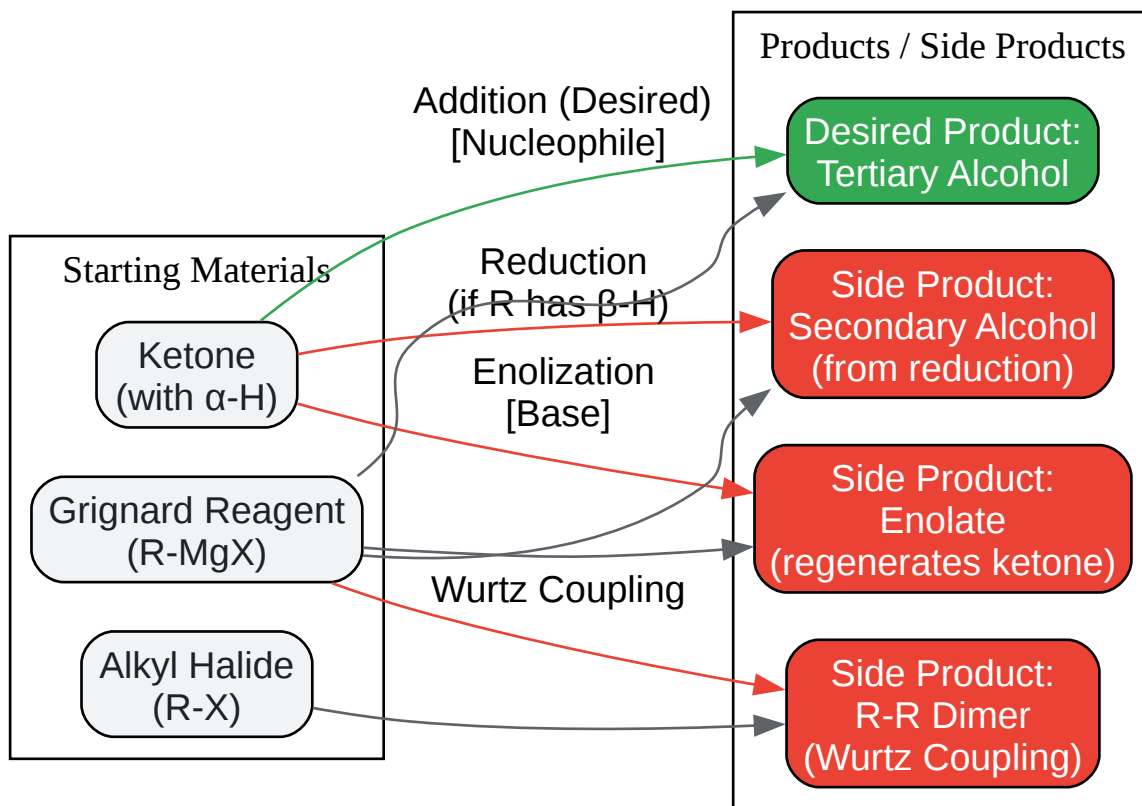 Products / Side Products
Addition (Desired)
[Nucleophile]
Desired Product:
Tertiary Alcohol
Starting Materials
Reduction
(if R has β-H)
Side Product:
Secondary Alcohol
(from reduction)
Ketone
(with α-H)
Enolization
[Base]
Side Product:
Enolate
(regenerates ketone)
Grignard Reagent
(R-MgX)
Wurtz Coupling
Alkyl Halide
(R-X)
Side Product:
R-R Dimer
(Wurtz Coupling)